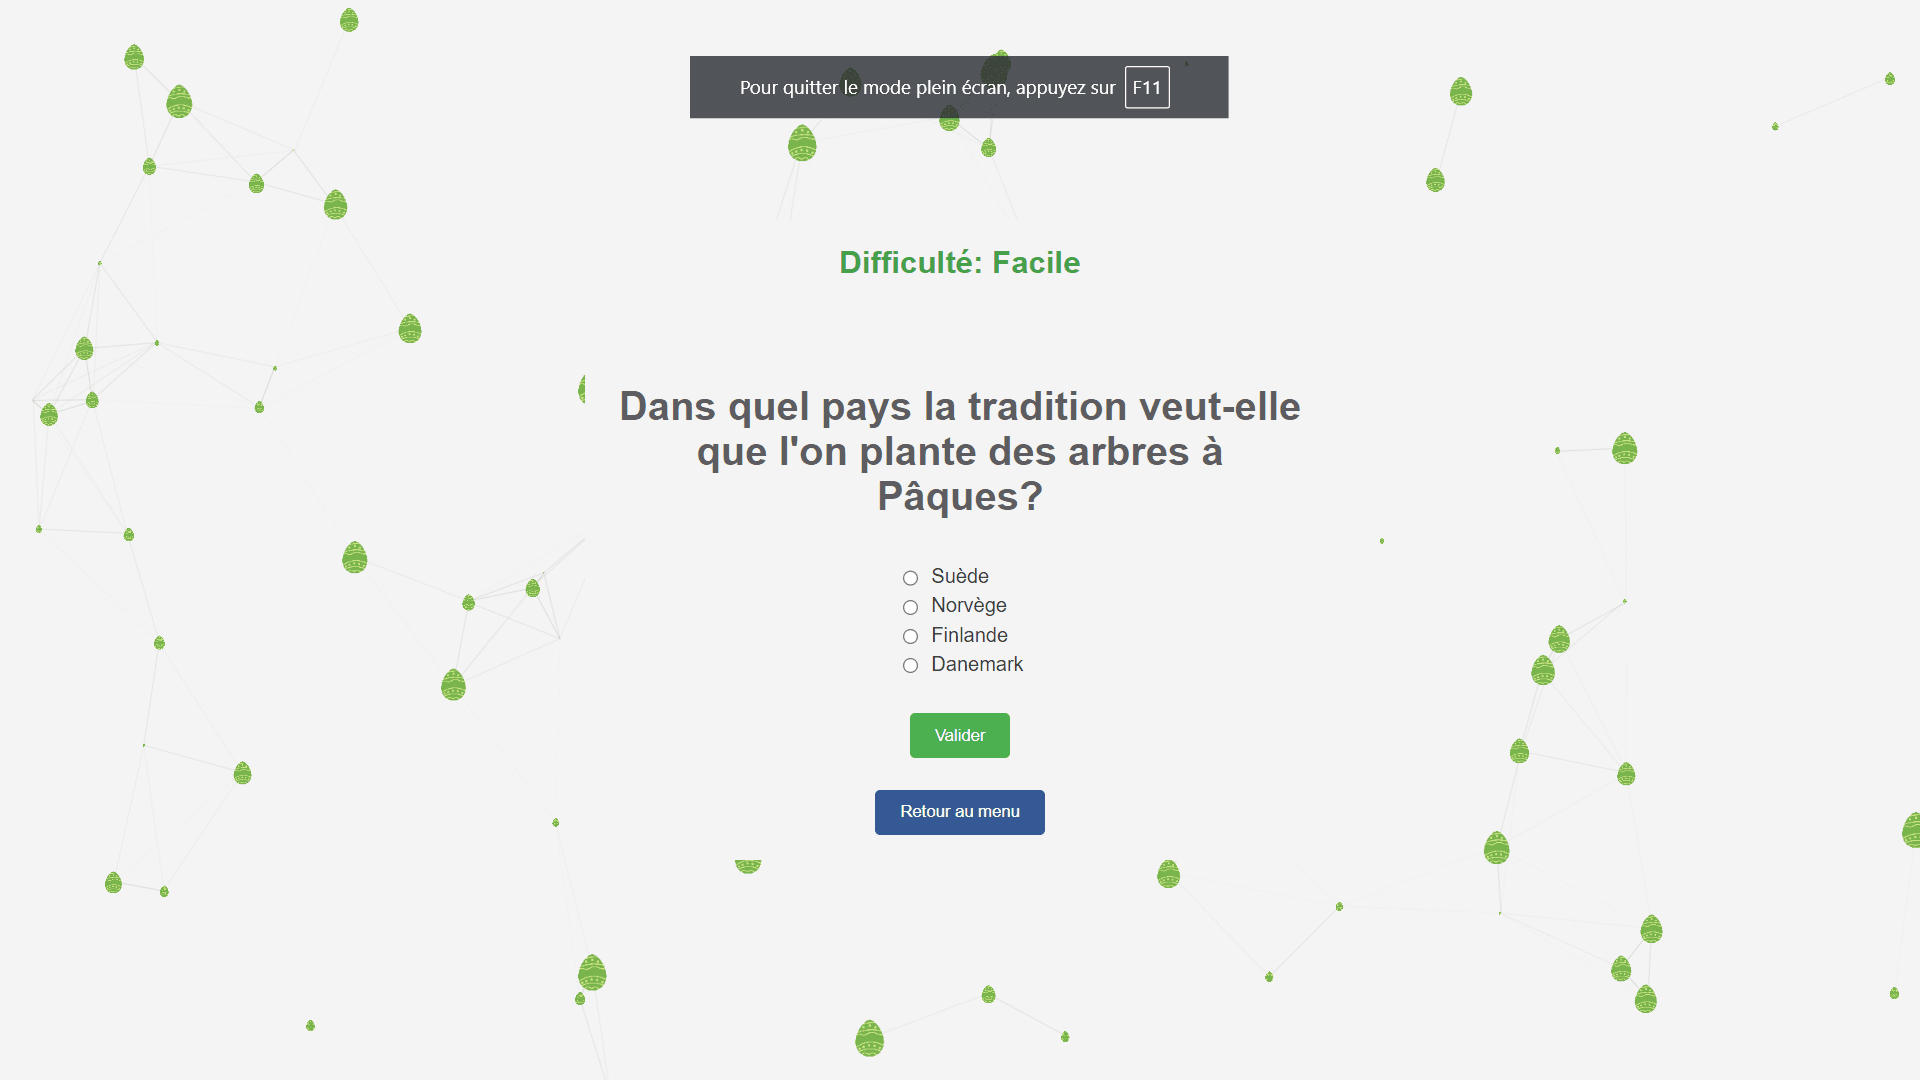 Pour quitter le mode plein écran, appuyez sur F11
Difficulté: Facile
Dans quel pays la tradition veut-elle
que l'on plante des arbres à
Pâques?
Suède
Norvège
Finlande
Danemark
Valider
Retour au menu